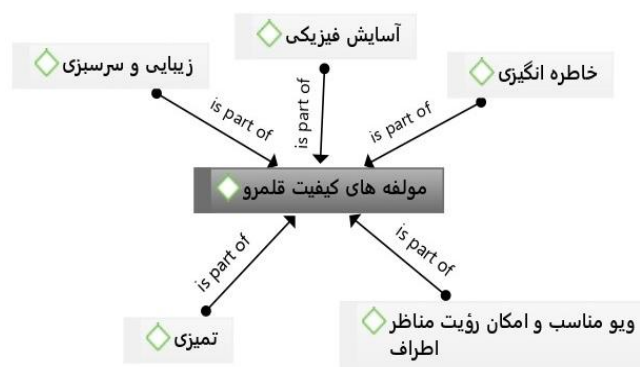 آسایش فیزیکی
زیبایی و سرسبزی
خاطره انگیزی
is part of
is part of
is part of
مولفه های کیفیت قلمرو
is part of
is part of
تمیزی
ویو مناسب و امکان رؤیت مناظر
اطراف